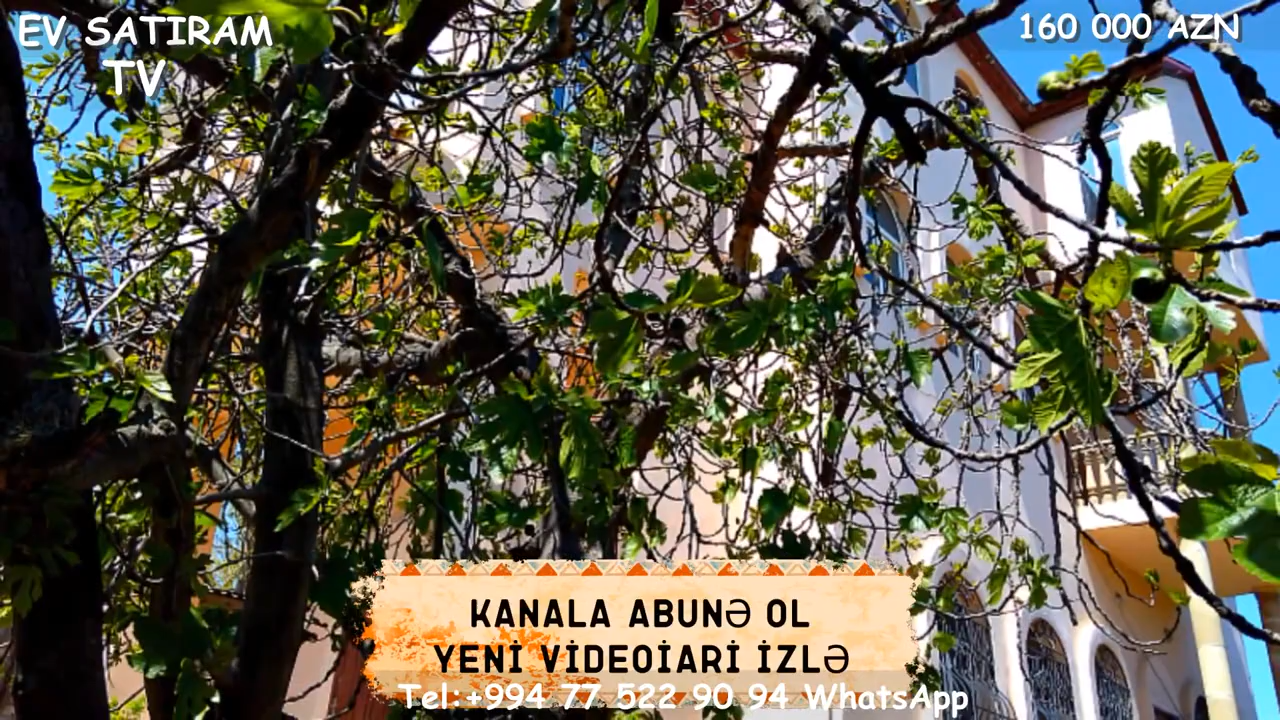 EV SATIRAM
TV
160 000 AZN
KANALA ABUNƏ OL
YENİ VİDEOİARİ İZLƏ
Tel:+994 77 522 90 94 WhatsApp